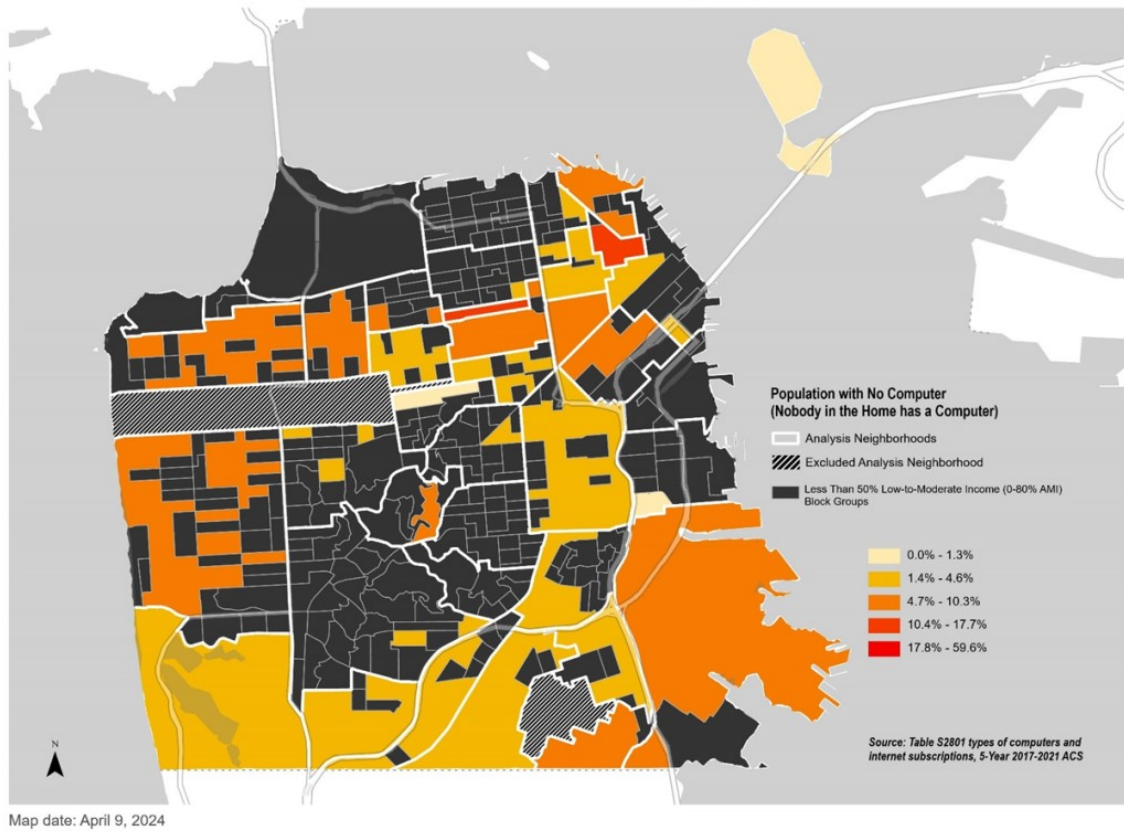 Population with No Computer
(Nobody in the Home has a Computer)
Analysis Neighborhoods
Excluded Analysis Neighborhood
Less Than 50% Low-to-Moderate Income (0-80% AMI)
Block Groups
0.0% - 1.3%
1.4% - 4.6%
4.7% - 10.3%
10.4% - 17.7%
17.8% - 59.6%
Source: Table S2801 types of computers and
internet subscriptions, 5-Year 2017-2021 ACS
N
Map date: April 9, 2024